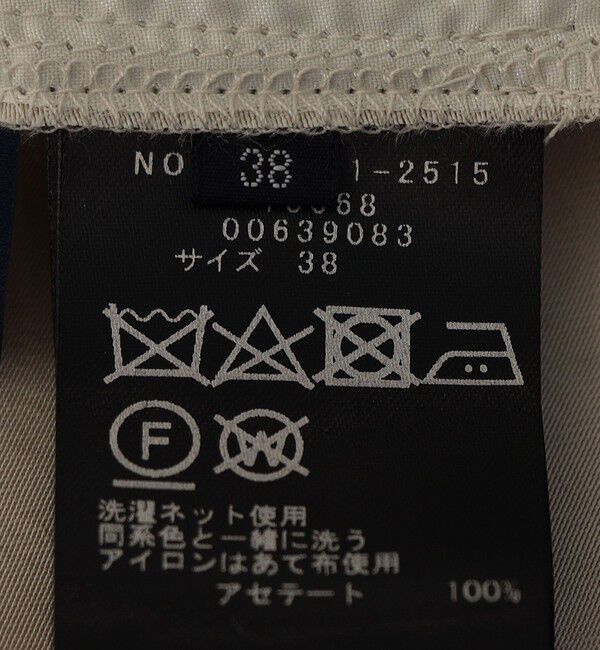 NO 38 1-2515
68
00639083
サイズ 38
F W
洗濯ネット使用
同系色と一緒に洗う
アイロンはあて布使用
アセテート 100%